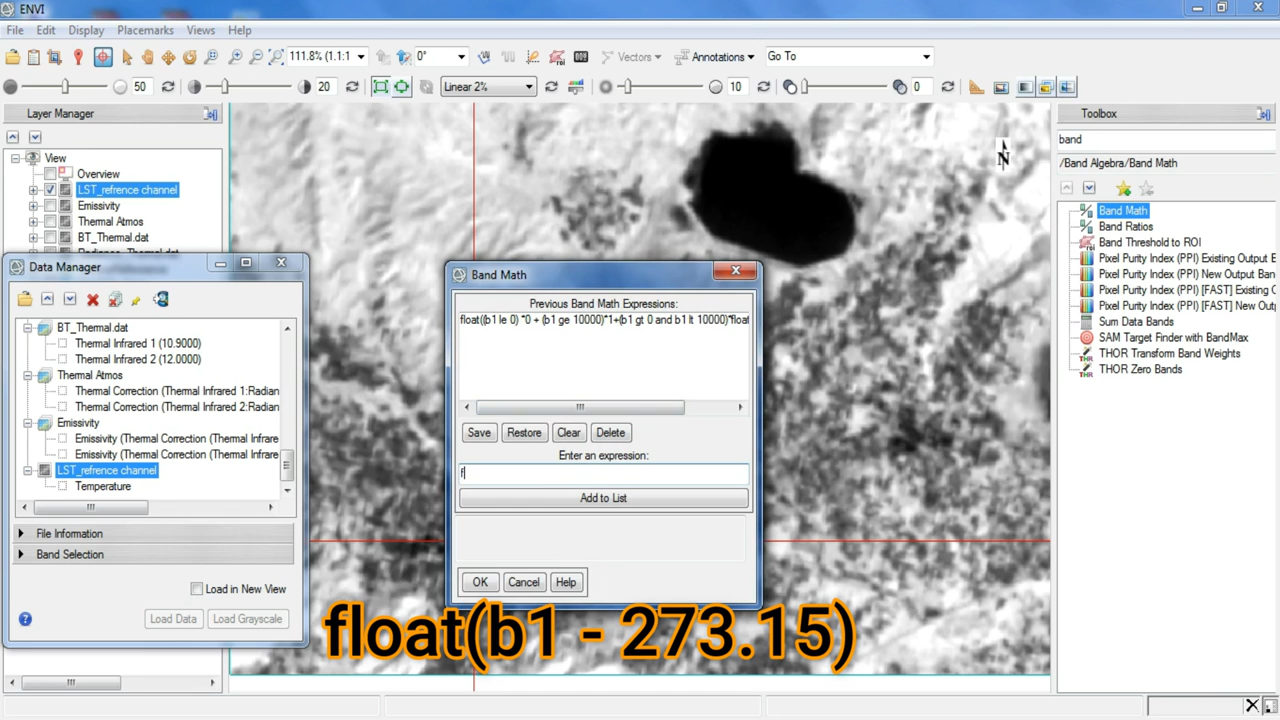 ENVI
File Edit Display Placemarks Views Help
111.8% (1.1:1 0° Vectors Annotations Go To
50 20 Linear 2% 10 0
Layer Manager
View
Overview
LST_refrence channel
Emissivity
Thermal Atmos
BT_Thermal.dat
Data Manager
BT_Thermal.dat
Thermal Infrared 1 (10.9000)
Thermal Infrared 2 (12.0000)
Thermal Atmos
Thermal Correction (Thermal Infrared 1:Radian
Thermal Correction (Thermal Infrared 2:Radian
Emissivity
Emissivity (Thermal Correction (Thermal Infrare
Emissivity (Thermal Correction (Thermal Infrare
LST_refrence channel
Temperature
File Information
Band Selection
Load in New View
Load Data Load Grayscale
N
Band Math
Previous Band Math Expressions:
float((b1 le 0) *0 + (b1 ge 10000)*1+(b1 gt 0 and b1 lt 10000)*float
Save Restore Clear Delete
Enter an expression:
f
Add to List
OK Cancel Help
float(b1 - 273.15)
Toolbox
band
/Band Algebra/Band Math
Band Math
Band Ratios
Band Threshold to ROI
Pixel Purity Index (PPI) Existing Output E
Pixel Purity Index (PPI) New Output Ban
Pixel Purity Index (PPI) [FAST] Existing O
Pixel Purity Index (PPI) [FAST] New Outp
Sum Data Bands
SAM Target Finder with BandMax
THOR Transform Band Weights
THOR Zero Bands